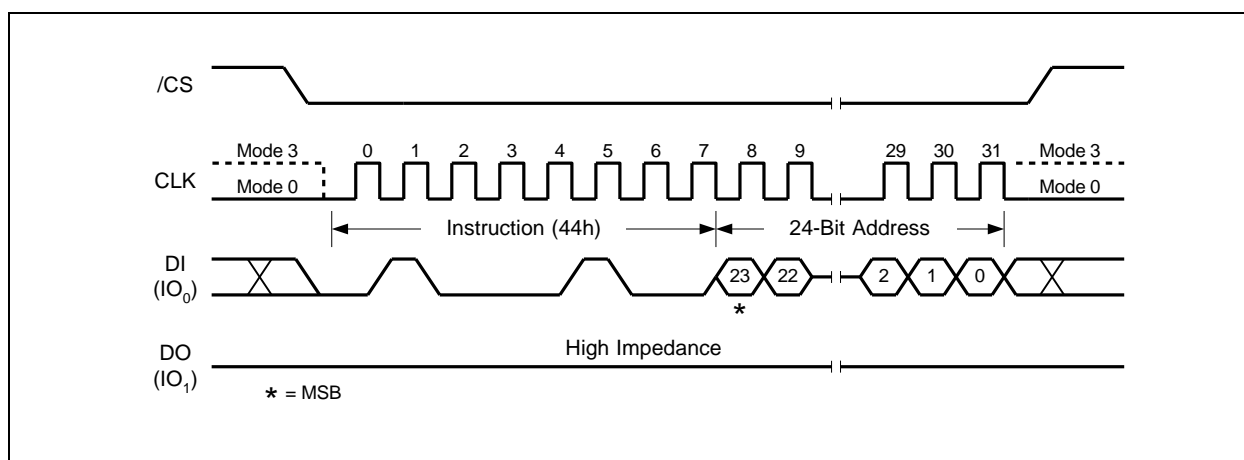 /CS
Mode 3 0 1 2 3 4 5 6 7 8 9 29 30 31 Mode 3
CLK
Mode 0 Mode 0
Instruction (44h) 24-Bit Address
DI
(IO₀)
23 22 2 1 0
*
DO
(IO₁)
High Impedance
* = MSB